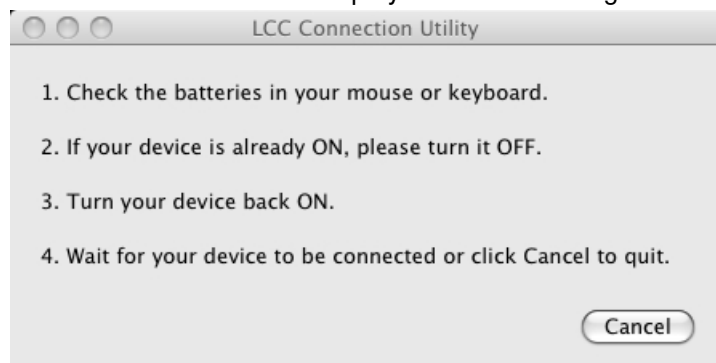 LCC Connection Utility
1. Check the batteries in your mouse or keyboard.
2. If your device is already ON, please turn it OFF.
3. Turn your device back ON.
4. Wait for your device to be connected or click Cancel to quit.
Cancel